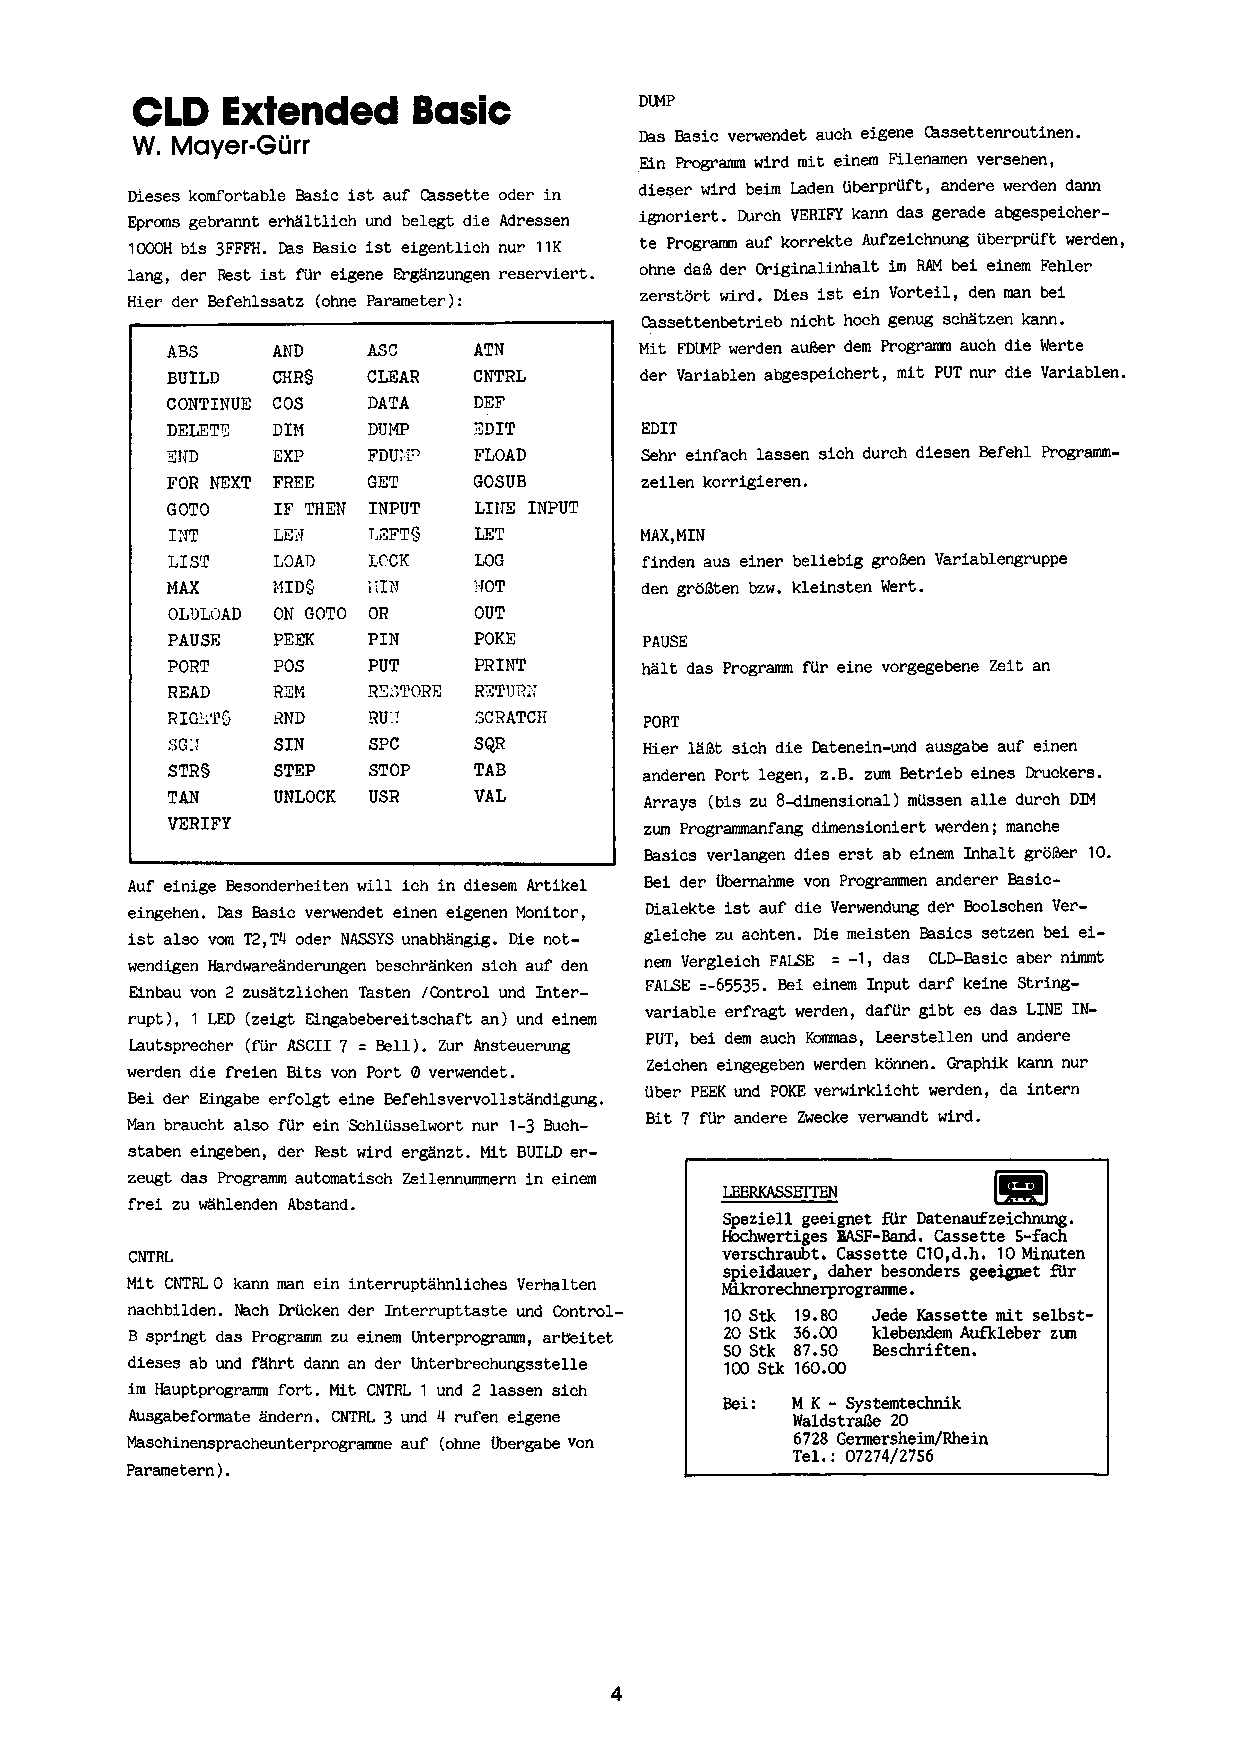 CLD Extended Basic
W. Mayer-Gürr
Dieses komfortable Basic ist auf Cassette oder in
Eproms gebrannt erhältlich und belegt die Adressen
1000H bis 3FFFH. Das Basic ist eigentlich nur 11K
lang, der Rest ist für eigene Ergänzungen reserviert.
Hier der Befehlssatz (ohne Parameter):
ABS AND ASC ATN
BUILD CHR§ CLEAR CNTRL
CONTINUE COS DATA DEF
DELETE DIM DUMP EDIT
END EXP FDUMP FLOAD
FOR NEXT FREE GET GOSUB
GOTO IF THEN INPUT LINE INPUT
INT LEN LEFT§ LET
LIST LOAD LOCK LOG
MAX MID§ MIN NOT
OLDLOAD ON GOTO OR OUT
PAUSE PEEK PIN POKE
PORT POS PUT PRINT
READ REM RESTORE RETURN
RIGHT§ RND RUN SCRATCH
SGN SIN SPC SQR
STR§ STEP STOP TAB
TAN UNLOCK USR VAL
VERIFY
Auf einige Besonderheiten will ich in diesem Artikel
eingehen. Das Basic verwendet einen eigenen Monitor,
ist also vom T2,T4 oder NASSYS unabhängig. Die not-
wendigen Hardwareänderungen beschränken sich auf den
Einbau von 2 zusätzlichen Tasten /Control und Inter-
rupt), 1 LED (zeigt Eingabebereitschaft an) und einem
Lautsprecher (für ASCII 7 = Bell). Zur Ansteuerung
werden die freien Bits von Port 0 verwendet.
Bei der Eingabe erfolgt eine Befehlsvervollständigung.
Man braucht also für ein Schlüsselwort nur 1-3 Buch-
staben eingeben, der Rest wird ergänzt. Mit BUILD er-
zeugt das Programm automatisch Zeilennummern in einem
frei zu wählenden Abstand.
CNTRL
Mit CNTRL 0 kann man ein interruptähnliches Verhalten
nachbilden. Nach Drücken der Interrupttaste und Control-
B springt das Programm zu einem Unterprogramm, arbeitet
dieses ab und fährt dann an der Unterbrechungsstelle
im Hauptprogramm fort. Mit CNTRL 1 und 2 lassen sich
Ausgabeformate ändern. CNTRL 3 und 4 rufen eigene
Maschinenspracheunterprogramme auf (ohne Übergabe von
Parametern).
DUMP
Das Basic verwendet auch eigene Cassettenroutinen.
Ein Programm wird mit einem Filenamen versehen,
dieser wird beim Laden überprüft, andere werden dann
ignoriert. Durch VERIFY kann das gerade abgespeicher-
te Programm auf korrekte Aufzeichnung überprüft werden,
ohne daß der Originalinhalt im RAM bei einem Fehler
zerstört wird. Dies ist ein Vorteil, den man bei
Cassettenbetrieb nicht hoch genug schätzen kann.
Mit FDUMP werden außer dem Programm auch die Werte
der Variablen abgespeichert, mit PUT nur die Variablen.
EDIT
Sehr einfach lassen sich durch diesen Befehl Programm-
zeilen korrigieren.
MAX,MIN
finden aus einer beliebig großen Variablengruppe
den größten bzw. kleinsten Wert.
PAUSE
hält das Programm für eine vorgegebene Zeit an
PORT
Hier läßt sich die Datenein-und ausgabe auf einen
anderen Port legen, z.B. zum Betrieb eines Druckers.
Arrays (bis zu 8-dimensional) müssen alle durch DIM
zum Programmanfang dimensioniert werden; manche
Basics verlangen dies erst ab einem Inhalt größer 10.
Bei der Übernahme von Programmen anderer Basic-
Dialekte ist auf die Verwendung der Boolschen Ver-
gleiche zu achten. Die meisten Basics setzen bei ei-
nem Vergleich FALSE = -1, das CLD-Basic aber nimmt
FALSE =-65535. Bei einem Input darf keine String-
variable erfragt werden, dafür gibt es das LINE IN-
PUT, bei dem auch Kommas, Leerstellen und andere
Zeichen eingegeben werden können. Graphik kann nur
über PEEK und POKE verwirklicht werden, da intern
Bit 7 für andere Zwecke verwandt wird.
LEERKASSETTEN
Speziell geeignet für Datenaufzeichnung.
Hochwertiges BASF-Band. Cassette 5-fach
verschraubt. Cassette C10,d.h. 10 Minuten
spieldauer, daher besonders geeignet für
Mikrorechnerprogramme.
10 Stk 19.80 Jede Kassette mit selbst-
20 Stk 36.00 klebendem Aufkleber zum
50 Stk 87.50 Beschriften.
100 Stk 160.00
Bei: M K - Systemtechnik
Waldstraße 20
6728 Germersheim/Rhein
Tel.: 07274/2756
4